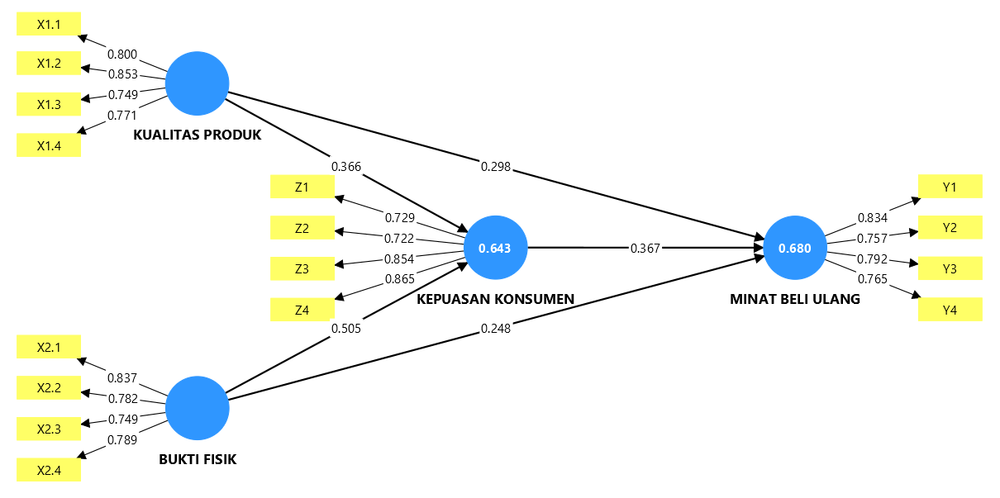 X1.1
X1.2
X1.3
X1.4
0.800
0.853
0.749
0.771
KUALITAS PRODUK
0.366
0.298
Z1
Z2
Z3
Z4
0.729
0.722
0.854
0.865
0.643
KEPUASAN KONSUMEN
0.367
0.680
MINAT BELI ULANG
0.834
0.757
0.792
0.765
Y1
Y2
Y3
Y4
0.505
0.248
X2.1
X2.2
X2.3
X2.4
0.837
0.782
0.749
0.789
BUKTI FISIK